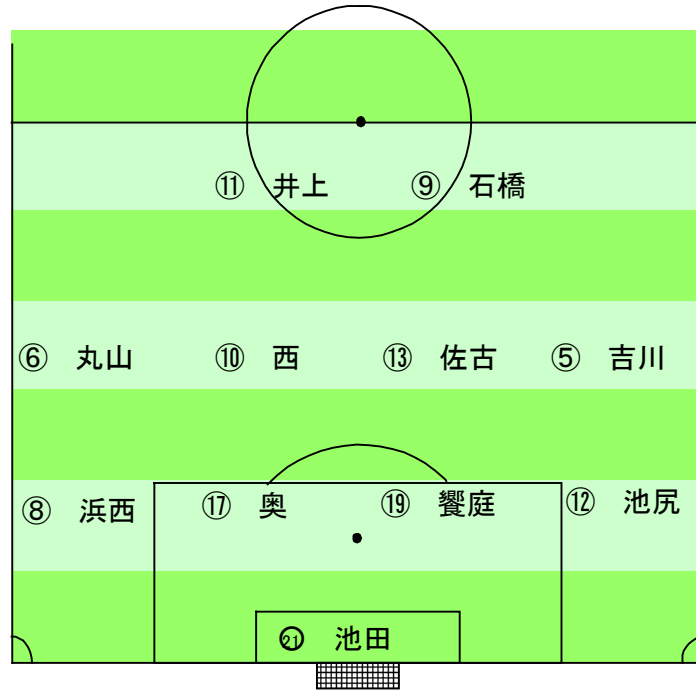 ⑪ 井上 ⑨ 石橋
⑥ 丸山 ⑩ 西 ⑬ 佐古 ⑤ 吉川
⑧ 浜西 ⑰ 奥 ⑲ 饗庭 ⑫ 池尻
㉑ 池田